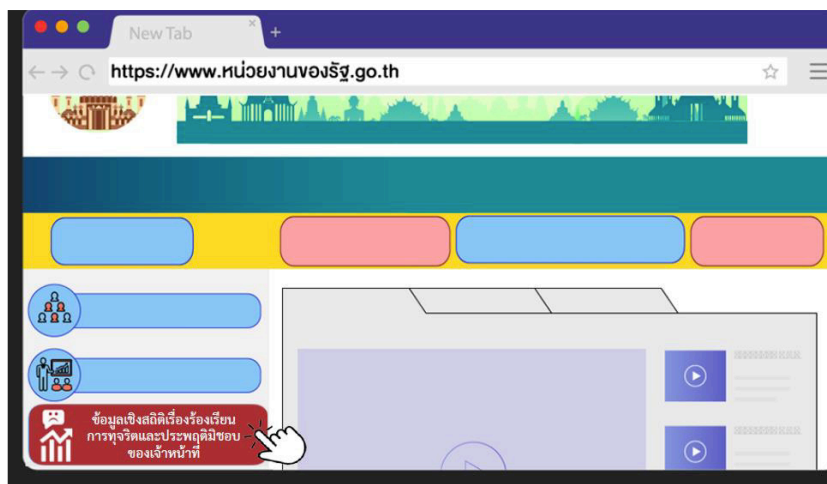 New Tab
https://www.หน่วยงานของรัฐ.go.th
ข้อมูลเชิงสถิติเรื่องร้องเรียน
การทุจริตและประพฤติมิชอบ
ของเจ้าหน้าที่